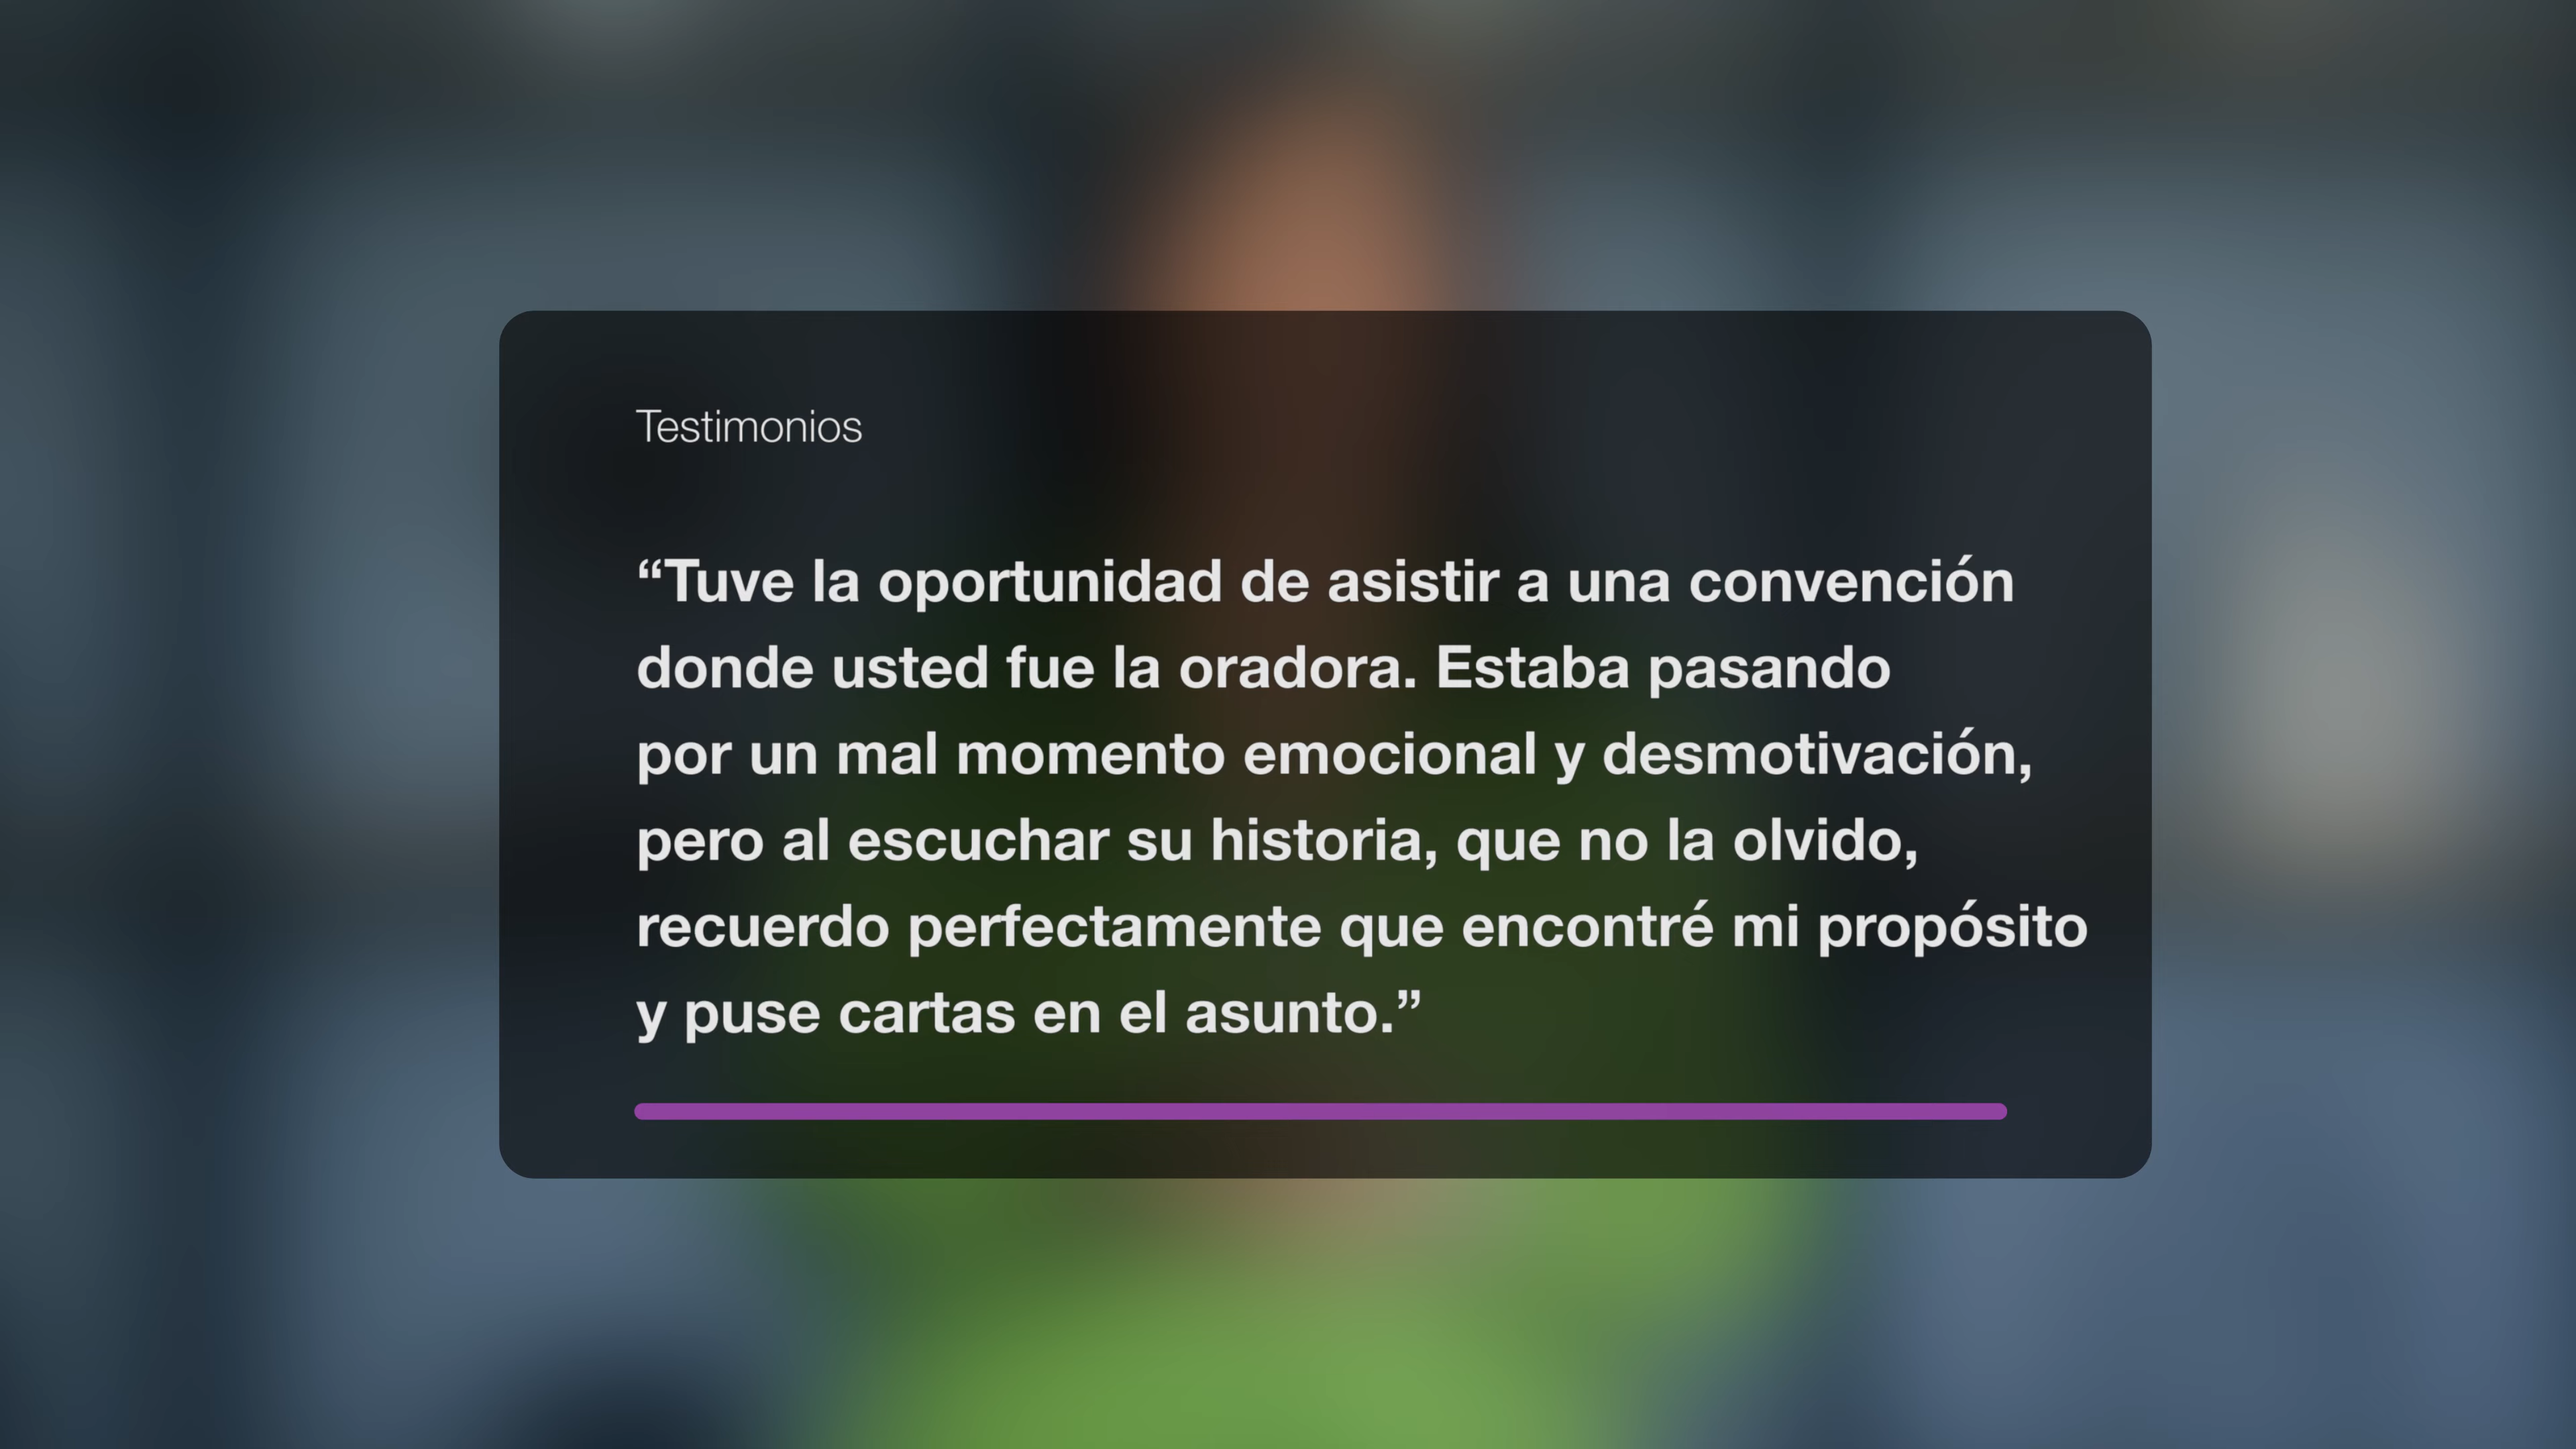 Testimonios
“Tuve la oportunidad de asistir a una convención
donde usted fue la oradora. Estaba pasando
por un mal momento emocional y desmotivación,
pero al escuchar su historia, que no la olvido,
recuerdo perfectamente que encontré mi propósito
y puse cartas en el asunto.”